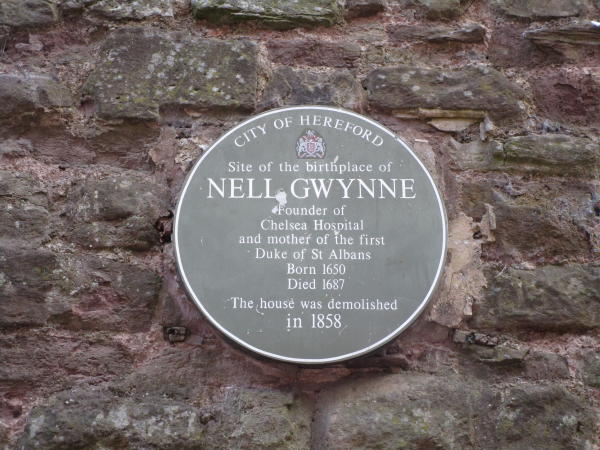 CITY OF HEREFORD
Site of the birthplace of
NELL GWYNNE
Founder of
Chelsea Hospital
and mother of the first
Duke of St Albans
Born 1650
Died 1687
The house was demolished
in 1858